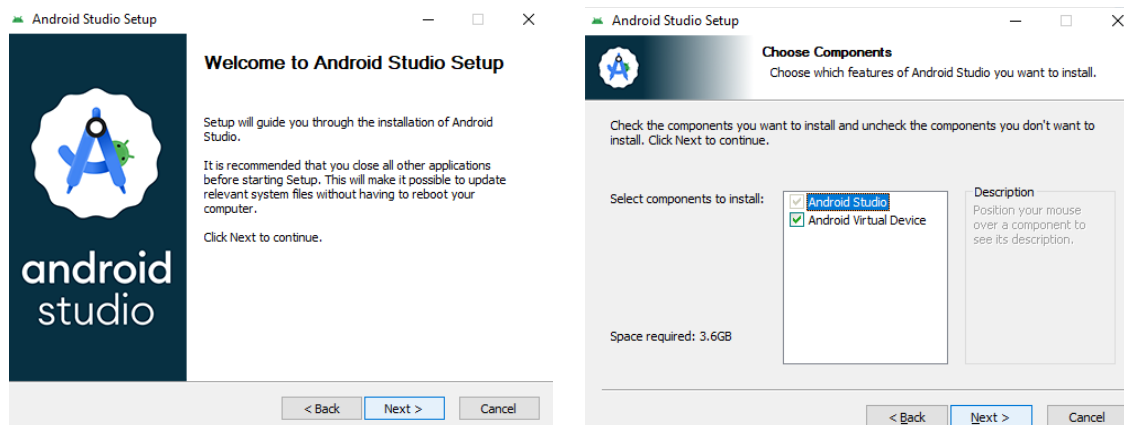 Android Studio Setup
Welcome to Android Studio Setup
Setup will guide you through the installation of Android
Studio.
It is recommended that you close all other applications
before starting Setup. This will make it possible to update
relevant system files without having to reboot your
computer.
Click Next to continue.
android
studio
< Back
Next >
Cancel
Android Studio Setup
Choose Components
Choose which features of Android Studio you want to install.
Check the components you want to install and uncheck the components you don't want to
install. Click Next to continue.
Select components to install:
Android Studio
Android Virtual Device
Description
Position your mouse
over a component to
see its description.
Space required: 3.6GB
< Back
Next >
Cancel